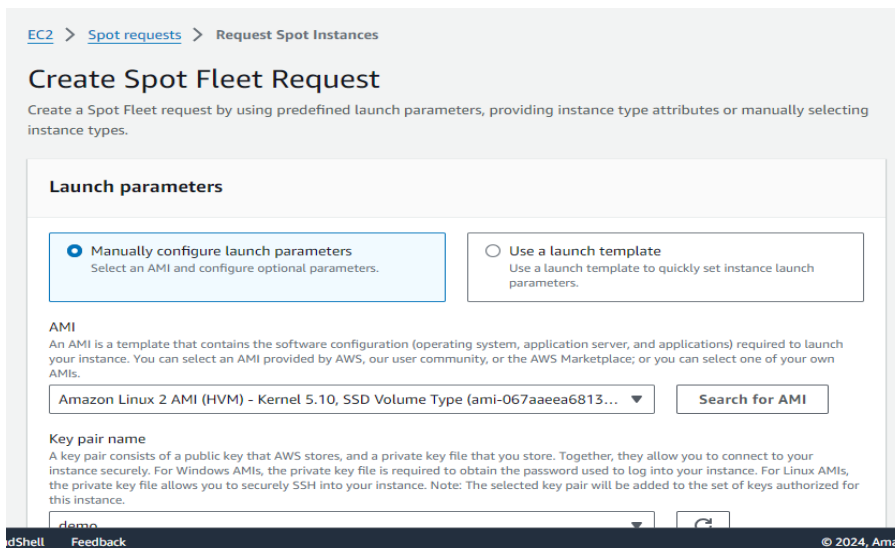 EC2 > Spot requests > Request Spot Instances
Create Spot Fleet Request
Create a Spot Fleet request by using predefined launch parameters, providing instance type attributes or manually selecting
instance types.
Launch parameters
Manually configure launch parameters
Select an AMI and configure optional parameters.
Use a launch template
Use a launch template to quickly set instance launch
parameters.
AMI
An AMI is a template that contains the software configuration (operating system, application server, and applications) required to launch
your instance. You can select an AMI provided by AWS, our user community, or the AWS Marketplace; or you can select one of your own
AMIs.
Amazon Linux 2 AMI (HVM) - Kernel 5.10, SSD Volume Type (ami-067aaeea6813...
Search for AMI
Key pair name
A key pair consists of a public key that AWS stores, and a private key file that you store. Together, they allow you to connect to your
instance securely. For Windows AMIs, the private key file is required to obtain the password used to log into your instance. For Linux AMIs,
the private key file allows you to securely SSH into your instance. Note: The selected key pair will be added to the set of keys authorized for
this instance.
demo
dShell Feedback © 2024, Ama